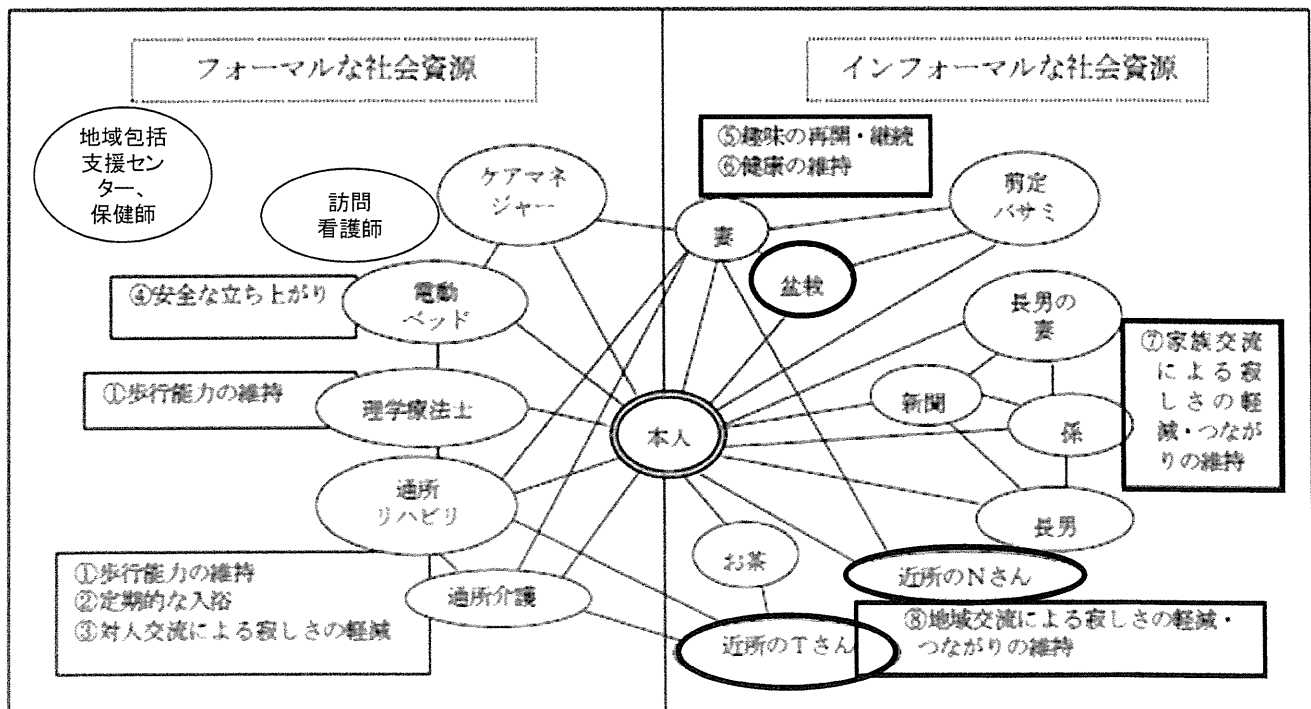 フォーマルな社会資源
インフォーマルな社会資源
地域包括
支援セン
ター、
保健師
訪問
看護師
ケアマネ
ジャー
⑤趣味の再開・継続
⑥健康の維持
妻
剪定
バサミ
盆栽
④安全な立ち上がり
電動
ベッド
長男の
妻
⑦家族交流
による寂
しさの軽
減・つなが
りの維持
①歩行能力の維持
理学療法士
本人
新聞
係
通所
リハビリ
長男
お茶
近所のNさん
①歩行能力の維持
②定期的な入浴
③対人交流による寂しさの軽減
通所介護
近所のTさん
⑧地域交流による寂しさの軽減・
つながりの維持